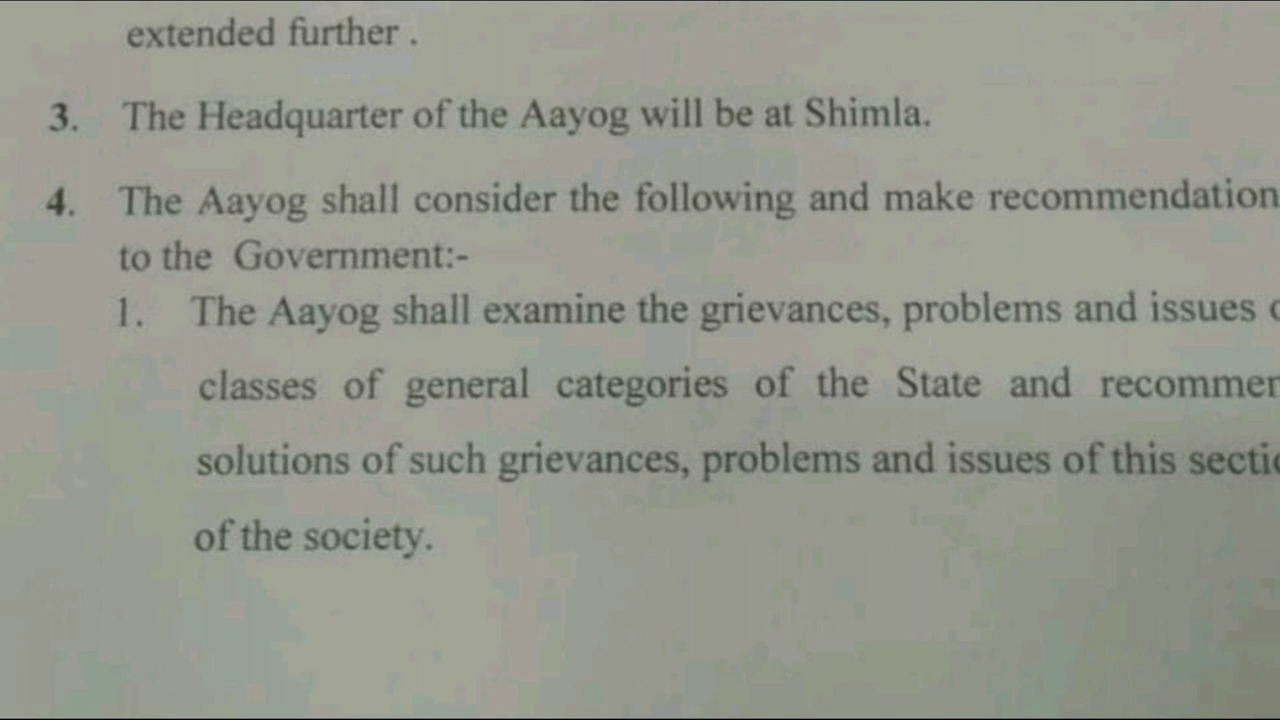 extended further .
3. The Headquarter of the Aayog will be at Shimla.
4. The Aayog shall consider the following and make recommendation
to the Government:-
1. The Aayog shall examine the grievances, problems and issues
classes of general categories of the State and
solutions of such grievances, problems and issues of this
of the society.